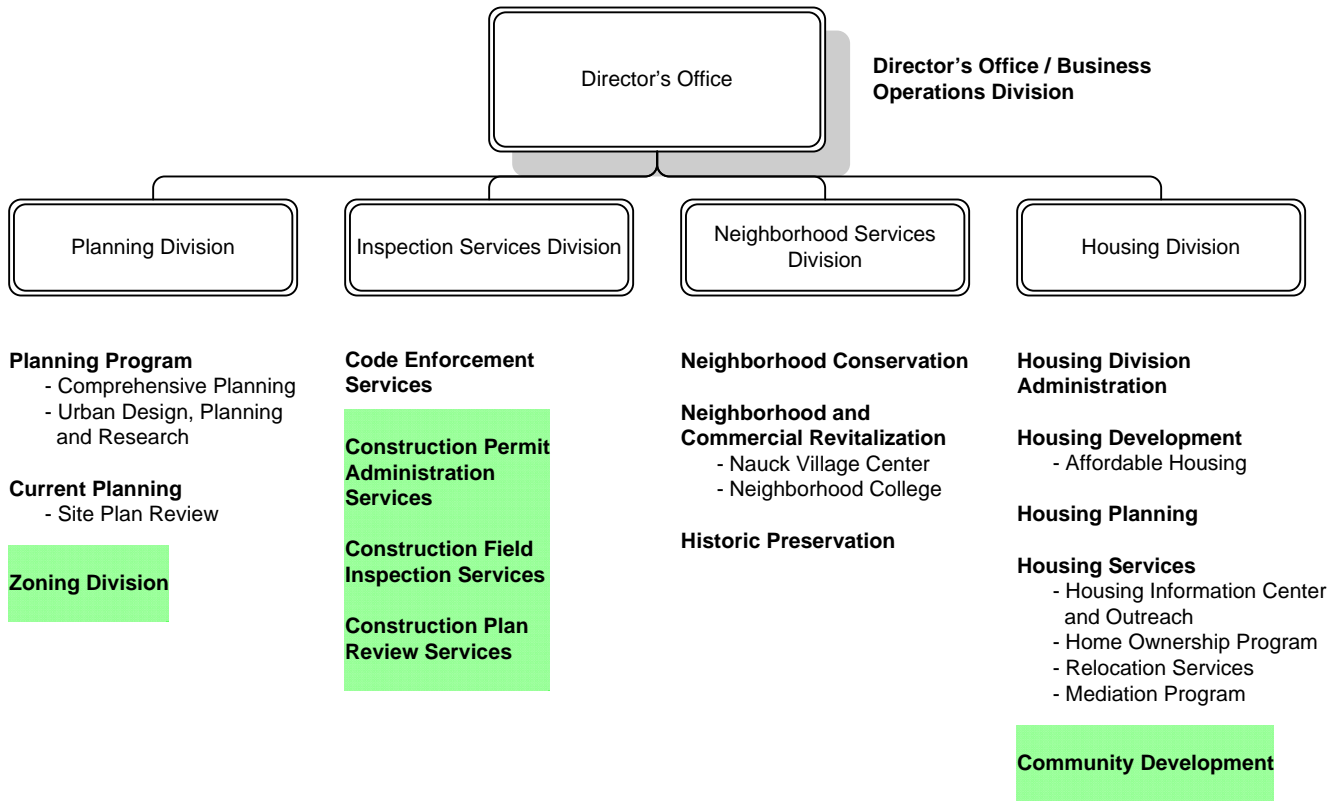 Director's Office
Director's Office / Business
Operations Division
Planning Division
Inspection Services Division
Neighborhood Services
Division
Housing Division
Planning Program
- Comprehensive Planning
- Urban Design, Planning
and Research
Current Planning
- Site Plan Review
Zoning Division
Code Enforcement
Services
Construction Permit
Administration
Services
Construction Field
Inspection Services
Construction Plan
Review Services
Neighborhood Conservation
Neighborhood and
Commercial Revitalization
- Nauck Village Center
- Neighborhood College
Historic Preservation
Housing Division
Administration
Housing Development
- Affordable Housing
Housing Planning
Housing Services
- Housing Information Center
and Outreach
- Home Ownership Program
- Relocation Services
- Mediation Program
Community Development